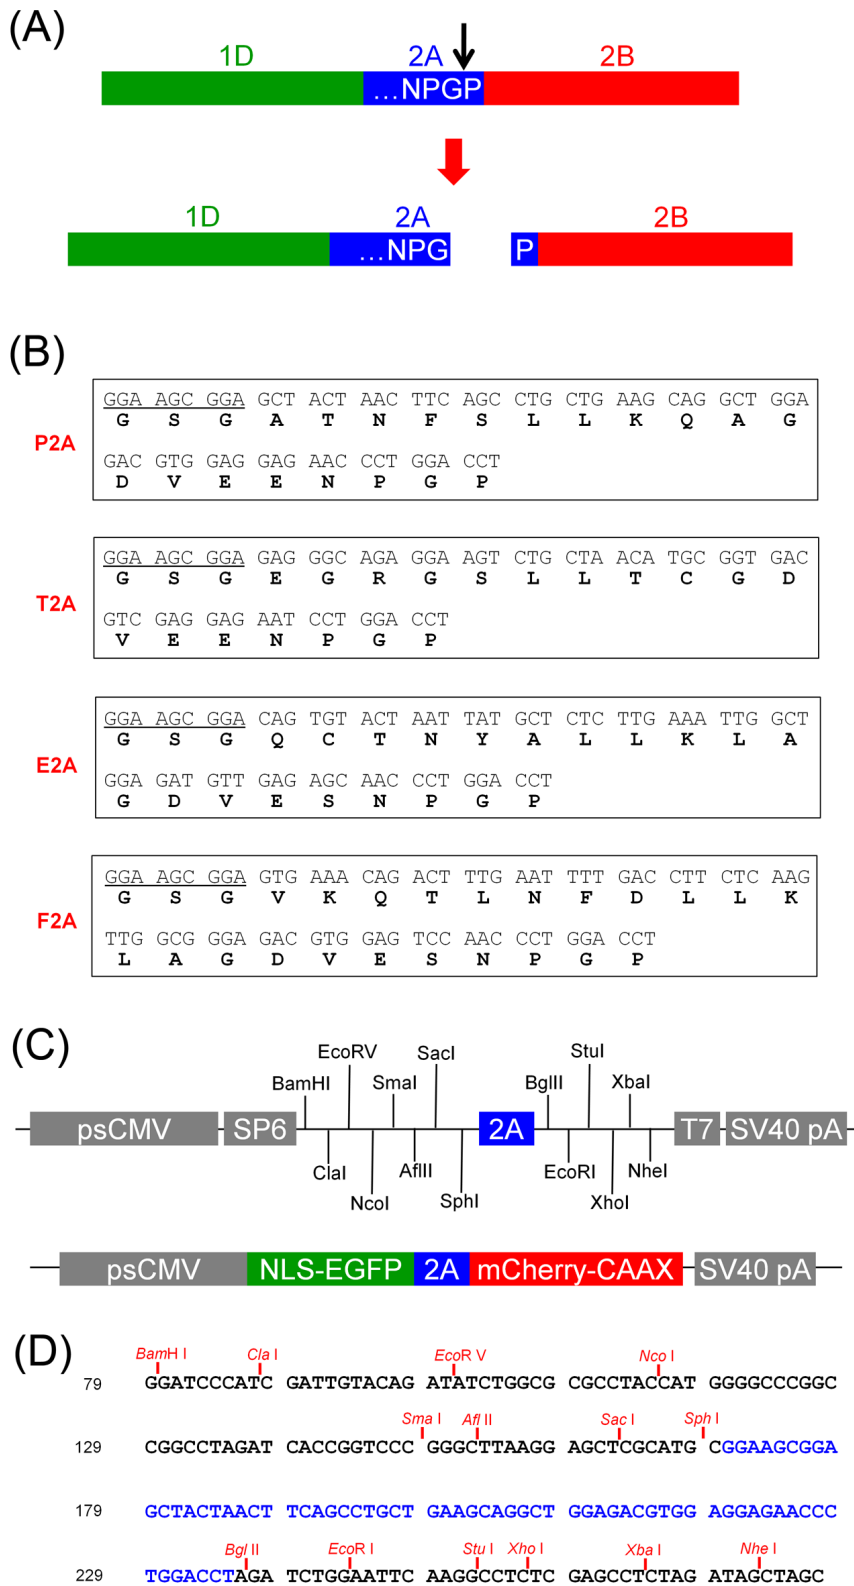 (A)
1D 2A 2B
...NPGP
1D 2A 2B
...NPG P
(B)
P2A
GGA AGC GGA GCT ACT AAC TTC AGC CTG CTG AAG CAG GCT GGA
G S G A T N F S L L K Q A G
GAC GTG GAG GAG AAC CCT GGA CCT
D V E E N P G P
T2A
GGA AGC GGA GAG GGC AGA GGA AGT CTG CTA ACA TGC GGT GAC
G S G E G R G S L L T C G D
GTC GAG GAG AAT CCT GGA CCT
V E E N P G P
E2A
GGA AGC GGA CAG TGT ACT AAT TAT GCT CTC TTG AAA TTG GCT
G S G Q C T N Y A L L K L A
GGA GAT GTT GAG AGC AAC CCT GGA CCT
G D V E S N P G P
F2A
GGA AGC GGA GTG AAA CAG ACT TTG AAT TTT GAC CTT CTC AAG
G S G V K Q T L N F D L L K
TTG GCG GGA GAC GTG GAG TCC AAC CCT GGA CCT
L A G D V E S N P G P
(C)
EcoRV SacI StuI
BamHI SmaI BglII XbaI
psCMV SP6 2A T7 SV40 pA
ClaI AflII EcoRI NheI
NcoI SphI XhoI
psCMV NLS-EGFP 2A mCherry-CAAX SV40 pA
(D)
BamH I Cla I EcoR V Nco I
79 GGATCCCATC GATTGTACAG ATATCTGGCG CGCCTACCAT GGGGCCCGGC
Sma I Afl II Sac I Sph I
129 CGGCCTAGAT CACCGGTCCC GGGCTTAAGG AGCTCGCATG CGGAAGCGGA
179 GCTACTAACT TCAGCCTGCT GAAGCAGGCT GGAGACGTGG AGGAGAACCC
Bgl II EcoR I Stu I Xho I Xba I Nhe I
229 TGGACCTAGA TCTGGAATTC AAGGCCTCTC GAGCCTCTAG ATAGCTAGC